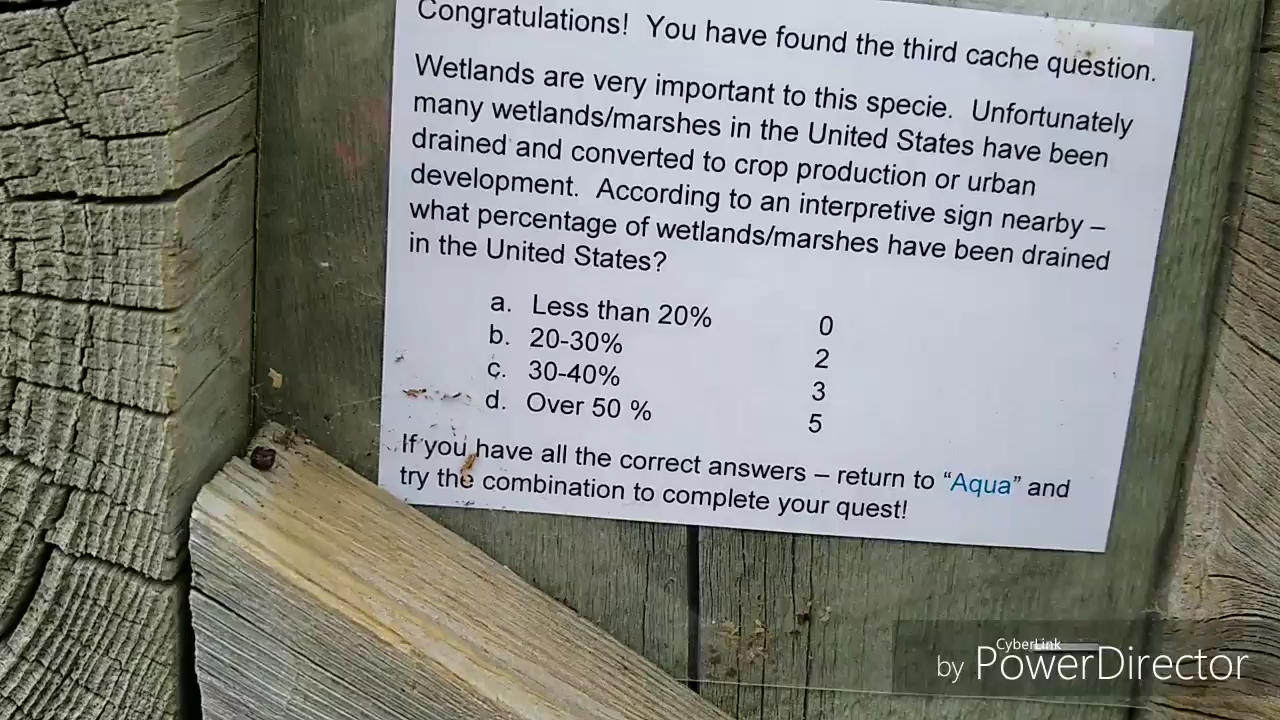 Congratulations! You have found the third cache question.
Wetlands are very important to this specie. Unfortunately
many wetlands/marshes in the United States have been
drained and converted to crop production or urban
development. According to an interpretive sign nearby –
what percentage of wetlands/marshes have been drained
in the United States?
a. Less than 20% 0
b. 20-30% 2
c. 30-40% 3
d. Over 50 % 5
If you have all the correct answers – return to “Aqua” and
try the combination to complete your quest!
CyberLink
by PowerDirector